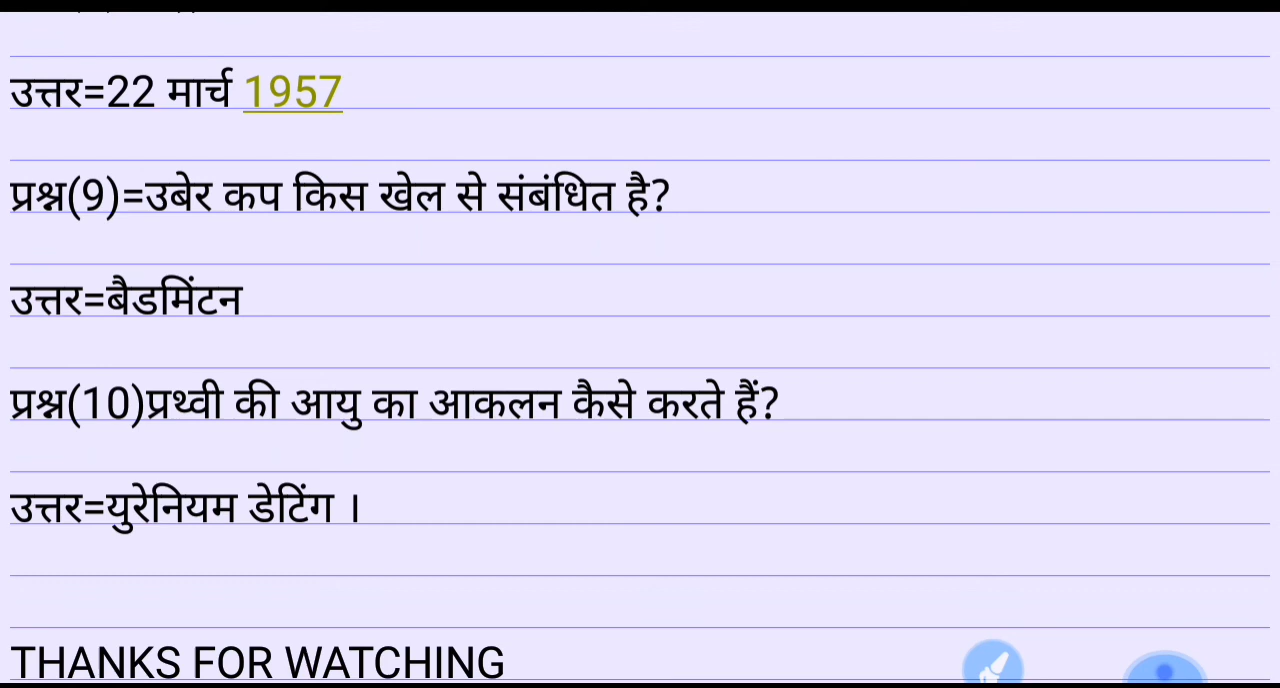 उत्तर=22 मार्च 1957
प्रश्न(9)=उबेर कप किस खेल से संबंधित है?
उत्तर=बैडमिंटन
प्रश्न(10)प्रथ्वी की आयु का आकलन कैसे करते हैं?
उत्तर=युरेनियम डेटिंग ।
THANKS FOR WATCHING